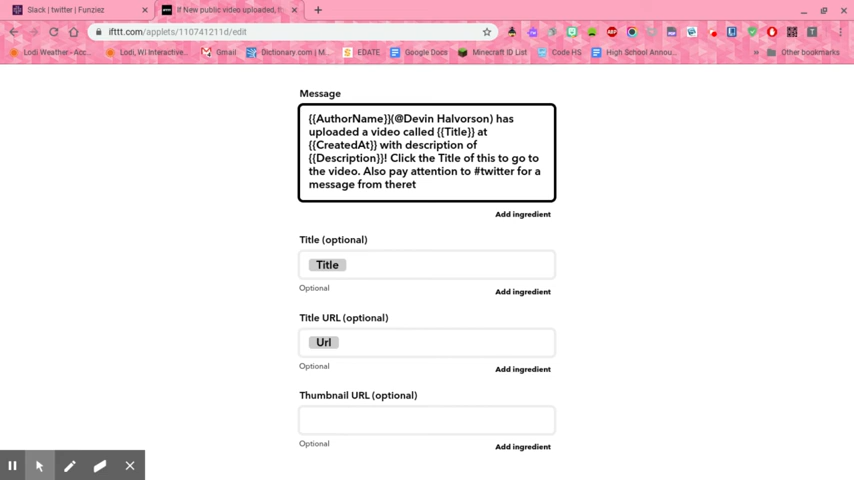 Slack | twitter | Funziez
If New public video uploaded, t
ifttt.com/applets/110741211d/edit
Lodi Weather - Acc...
Lodi, WI Interactive...
Gmail
Dictionary.com | M...
EDATE
Google Docs
Minecraft ID List
Code HS
High School Annou...
Other bookmarks
Message
{{AuthorName}}(@Devin Halvorson) has
uploaded a video called {{Title}} at
{{CreatedAt}} with description of
{{Description}}! Click the Title of this to go to
the video. Also pay attention to #twitter for a
message from theret
Add ingredient
Title (optional)
Title
Optional
Add ingredient
Title URL (optional)
Url
Optional
Add ingredient
Thumbnail URL (optional)
Optional
Add ingredient